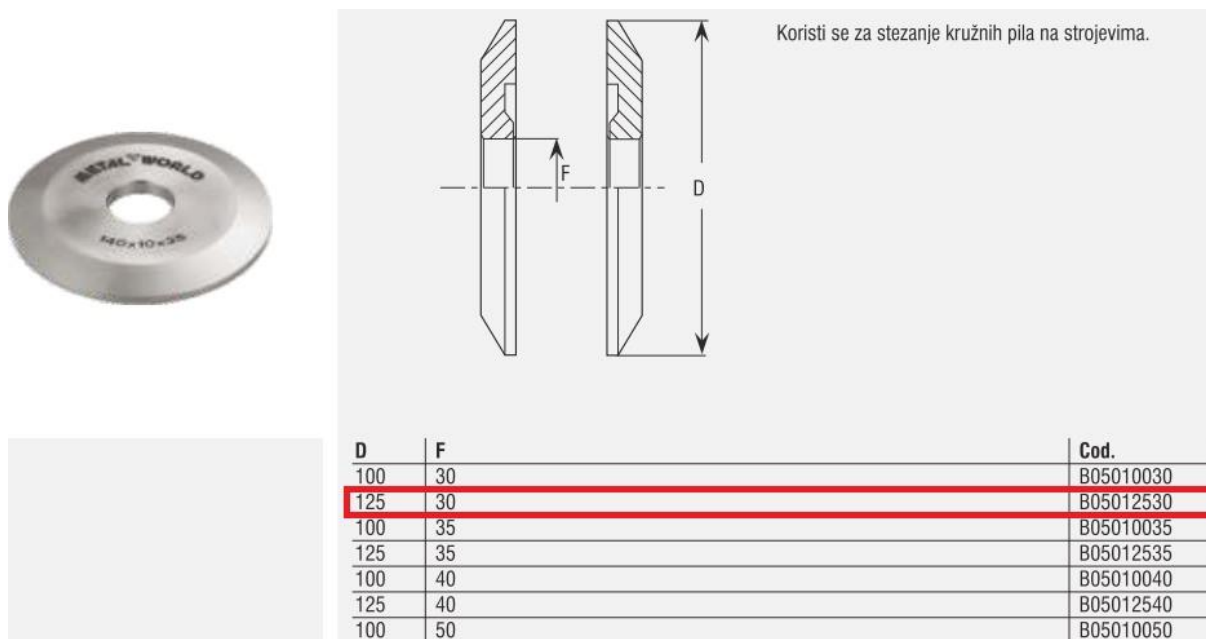 METAL WORLD
140x10x35
Koristi se za stezanje kružnih pila na strojevima.
F
D
D F Cod.
100 30 B05010030
125 30 B05012530
100 35 B05010035
125 35 B05012535
100 40 B05010040
125 40 B05012540
100 50 B05010050